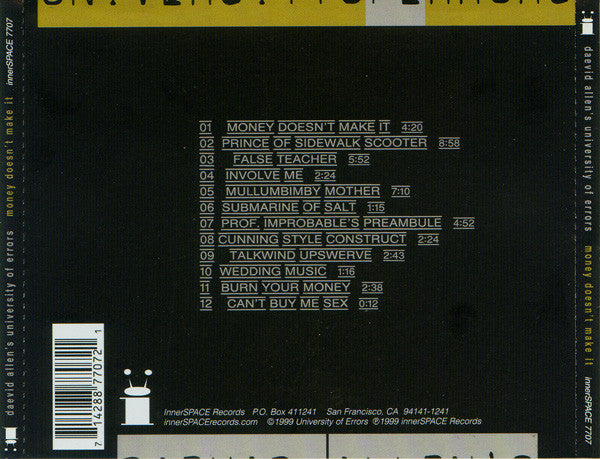 UNIVERSITY OF ERRORS
innerSPACE 7707
daevid allen's university of errors money doesn't make it
01 MONEY DOESN'T MAKE IT 4:20
02 PRINCE OF SIDEWALK SCOOTER 8:58
03 FALSE TEACHER 5:52
04 INVOLVE ME 2:24
05 MULLUMBIMBY MOTHER 7:10
06 SUBMARINE OF SALT 1:15
07 PROF. IMPROBABLE'S PREAMBULE 4:52
08 CUNNING STYLE CONSTRUCT 2:24
09 TALKWIND UPSWERVE 2:43
10 WEDDING MUSIC 1:16
11 BURN YOUR MONEY 2:38
12 CAN'T BUY ME SEX 0:12
7 14288 77072 1
innerSPACE Records P.O. Box 411241 San Francisco, CA 94141-1241
innerSPACErecords.com ©1999 University of Errors ℗1999 innerSPACE Records
daevid allen's university of errors money doesn't make it
innerSPACE 7707